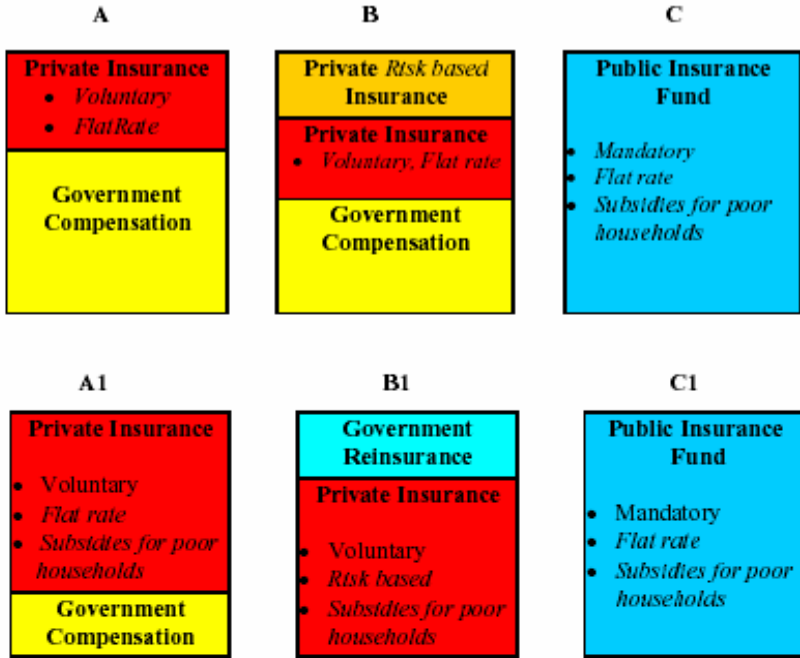 A
Private Insurance
• Voluntary
• FlatRate
Government
Compensation
B
Private Risk based
Insurance
Private Insurance
• Voluntary, Flat rate
Government
Compensation
C
Public Insurance
Fund
• Mandatory
• Flat rate
• Subsidies for poor
households
A1
Private Insurance
• Voluntary
• Flat rate
• Subsidies for poor
households
Government
Compensation
B1
Government
Reinsurance
Private Insurance
• Voluntary
• Risk based
• Subsidies for poor
households
C1
Public Insurance
Fund
• Mandatory
• Flat rate
• Subsidies for poor
households